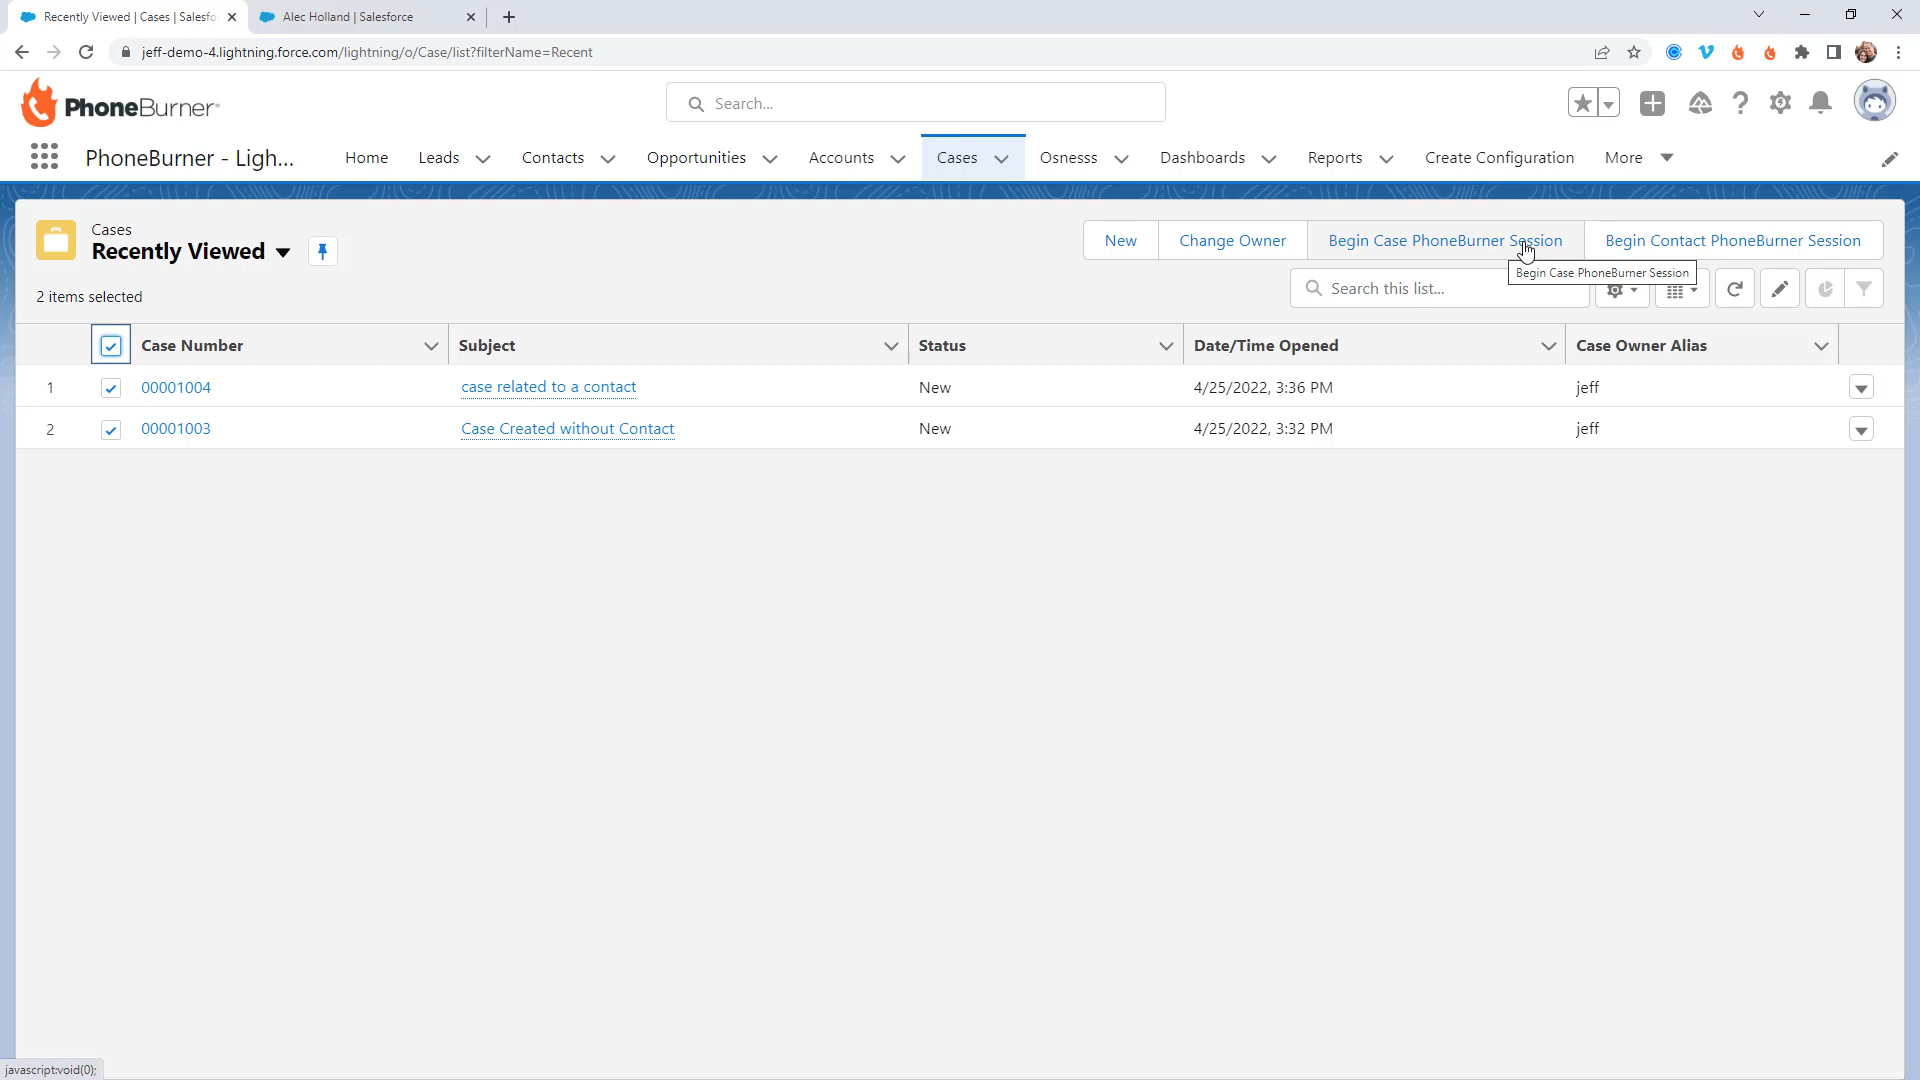 Recently Viewed | Cases | Salesfo
Alec Holland | Salesforce
jeff-demo-4.lightning.force.com/lightning/o/Case/list?filterName=Recent
PhoneBurner
Search...
PhoneBurner - Ligh...
Home
Leads
Contacts
Opportunities
Accounts
Cases
Osnesss
Dashboards
Reports
Create Configuration
More
Cases
Recently Viewed
New
Change Owner
Begin Case PhoneBurner Session
Begin Contact PhoneBurner Session
Begin Case PhoneBurner Session
2 items selected
Search this list...
Case Number
Subject
Status
Date/Time Opened
Case Owner Alias
1 00001004 case related to a contact New 4/25/2022, 3:36 PM jeff
2 00001003 Case Created without Contact New 4/25/2022, 3:32 PM jeff
javascript:void(0);